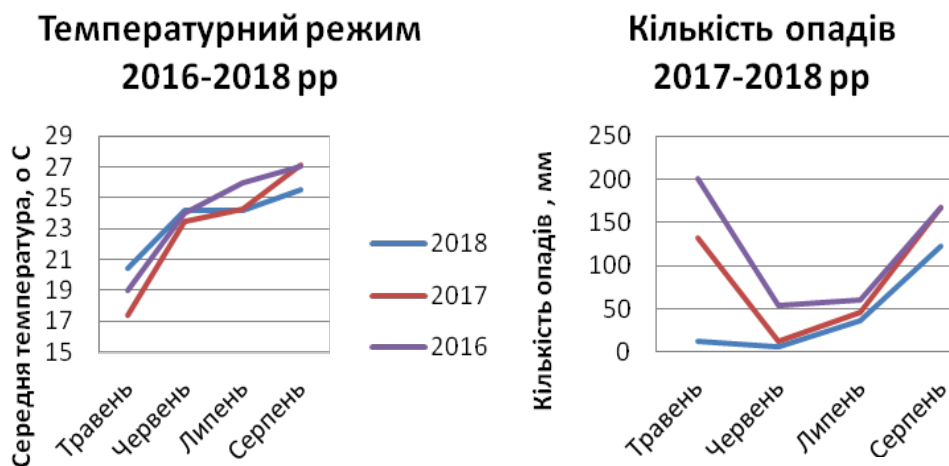 Температурний режим
2016-2018 рр
Середня температура, о С
29
27
25
23
21
19
17
15
Травень
Червень
Липень
Серпень
2018
2017
2016
Кількість опадів
2017-2018 рр
Кількість опадів , мм
250
200
150
100
50
0
Травень
Червень
Липень
Серпень